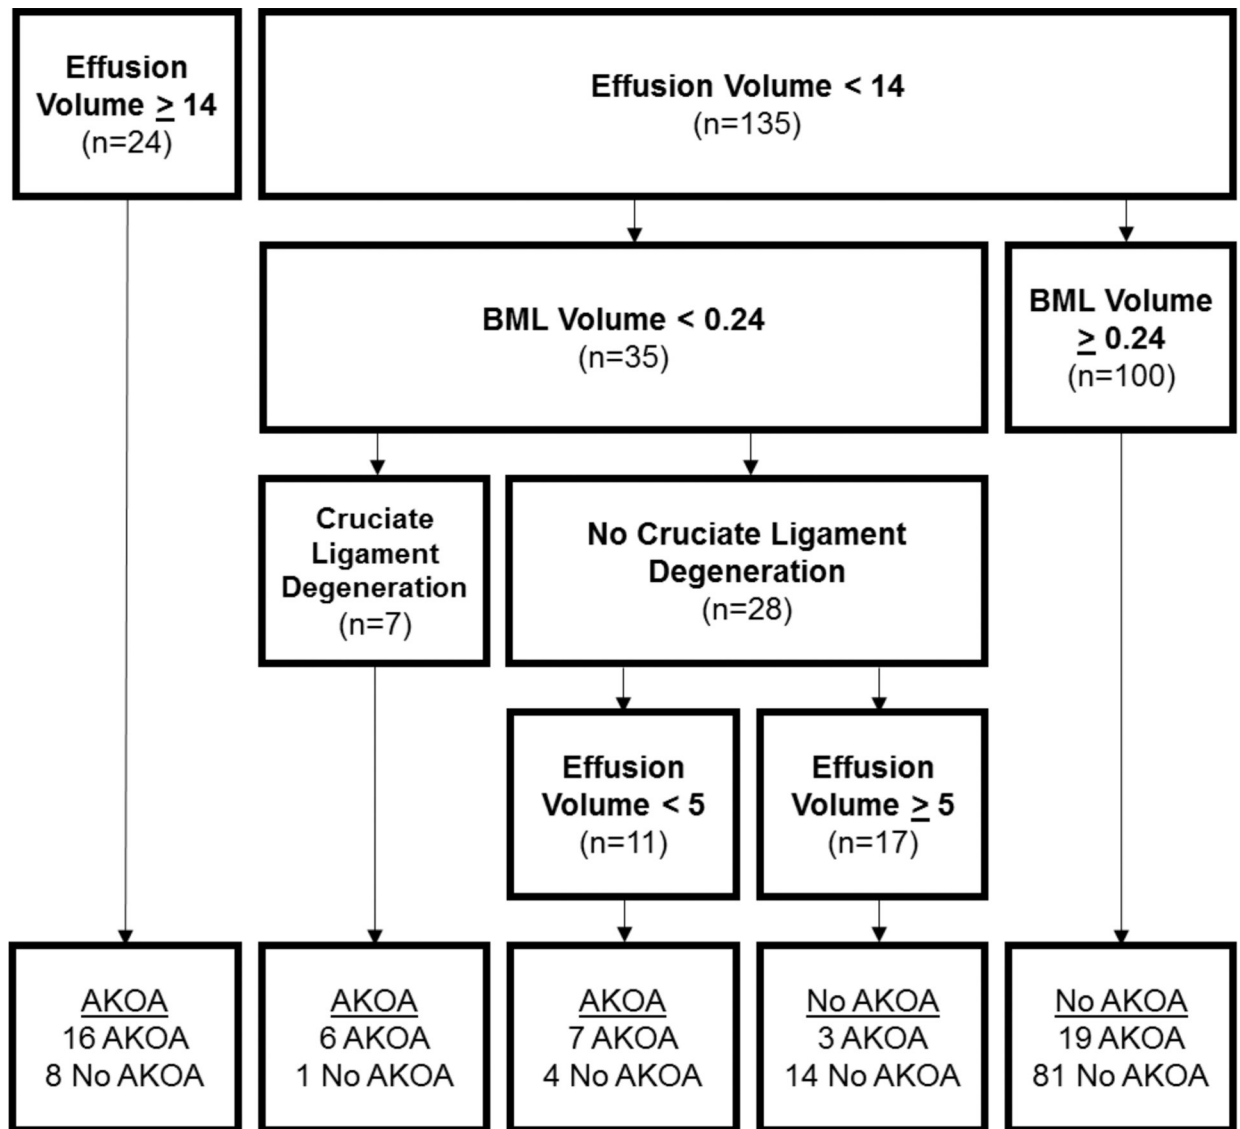 Effusion
Volume ≥ 14
(n=24)
Effusion Volume < 14
(n=135)
BML Volume < 0.24
(n=35)
BML Volume
≥ 0.24
(n=100)
Cruciate
Ligament
Degeneration
(n=7)
No Cruciate Ligament
Degeneration
(n=28)
Effusion
Volume < 5
(n=11)
Effusion
Volume ≥ 5
(n=17)
AKOA
16 AKOA
8 No AKOA
AKOA
6 AKOA
1 No AKOA
AKOA
7 AKOA
4 No AKOA
No AKOA
3 AKOA
14 No AKOA
No AKOA
19 AKOA
81 No AKOA